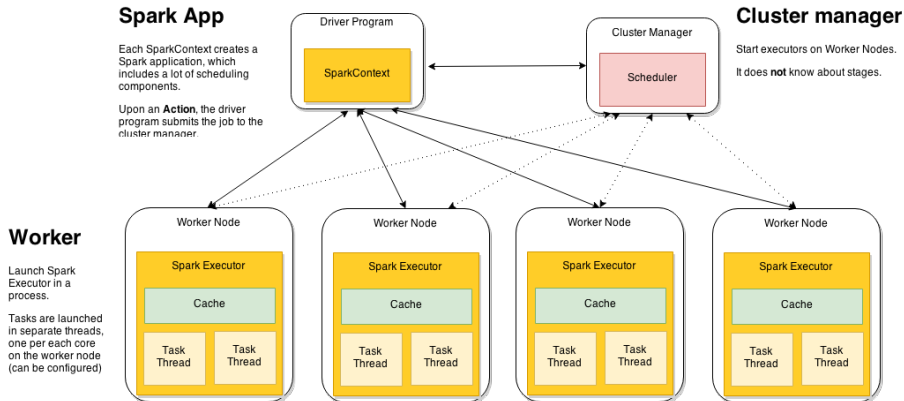 Spark App
Each SparkContext creates a
Spark application, which
includes a lot of scheduling
components.
Upon an Action, the driver
program submits the job to the
cluster manager.
Driver Program
SparkContext
Cluster Manager
Scheduler
Cluster manager
Start executors on Worker Nodes.
It does not know about stages.
Worker
Launch Spark
Executor in a
process.
Tasks are launched
in separate threads,
one per each core
on the worker node
(can be configured)
Worker Node
Spark Executor
Cache
Task
Thread
Task
Thread
Worker Node
Spark Executor
Cache
Task
Thread
Task
Thread
Worker Node
Spark Executor
Cache
Task
Thread
Task
Thread
Worker Node
Spark Executor
Cache
Task
Thread
Task
Thread